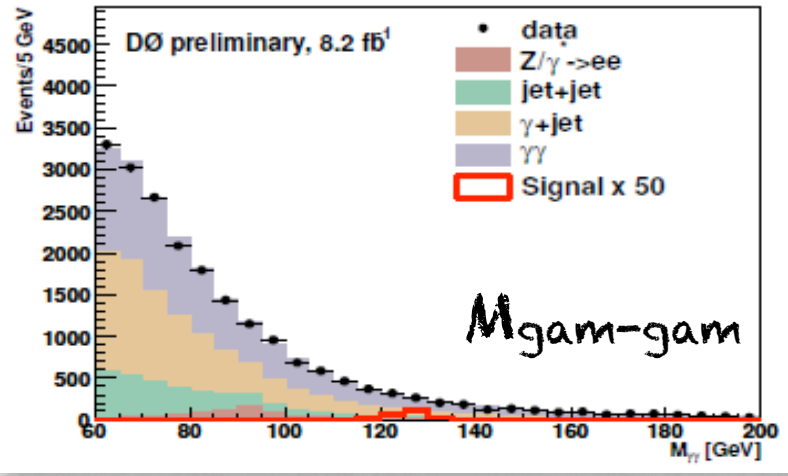 DØ preliminary, 8.2 fb⁻¹
data
Z/γ*->ee
jet+jet
γ+jet
γγ
Signal x 50
Mgam-gam
Events/5 GeV
4500
4000
3500
3000
2500
2000
1500
1000
500
0
60 80 100 120 140 160 180 200
Mγγ [GeV]